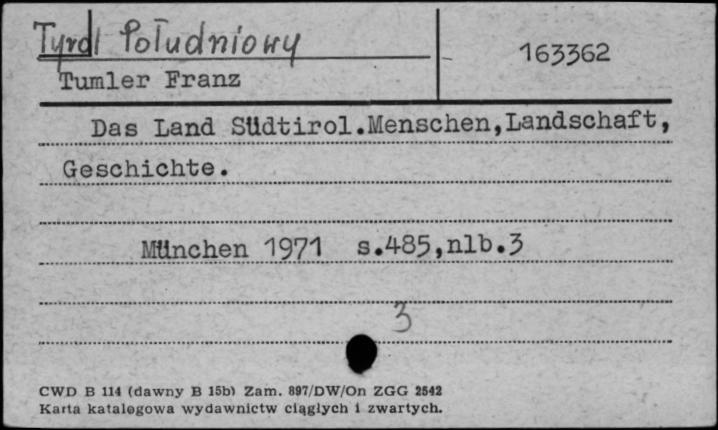 Tyrol Południowy
163362
Tumler Franz
Das Land Südtirol.Menschen,Landschaft,
Geschichte.
München 1971 s.485,nlb.3
3
CWD B 114 (dawny B 15b) Zam. 897/DW/On ZGG 2542
Karta katalogowa wydawnictw ciągłych i zwartych.